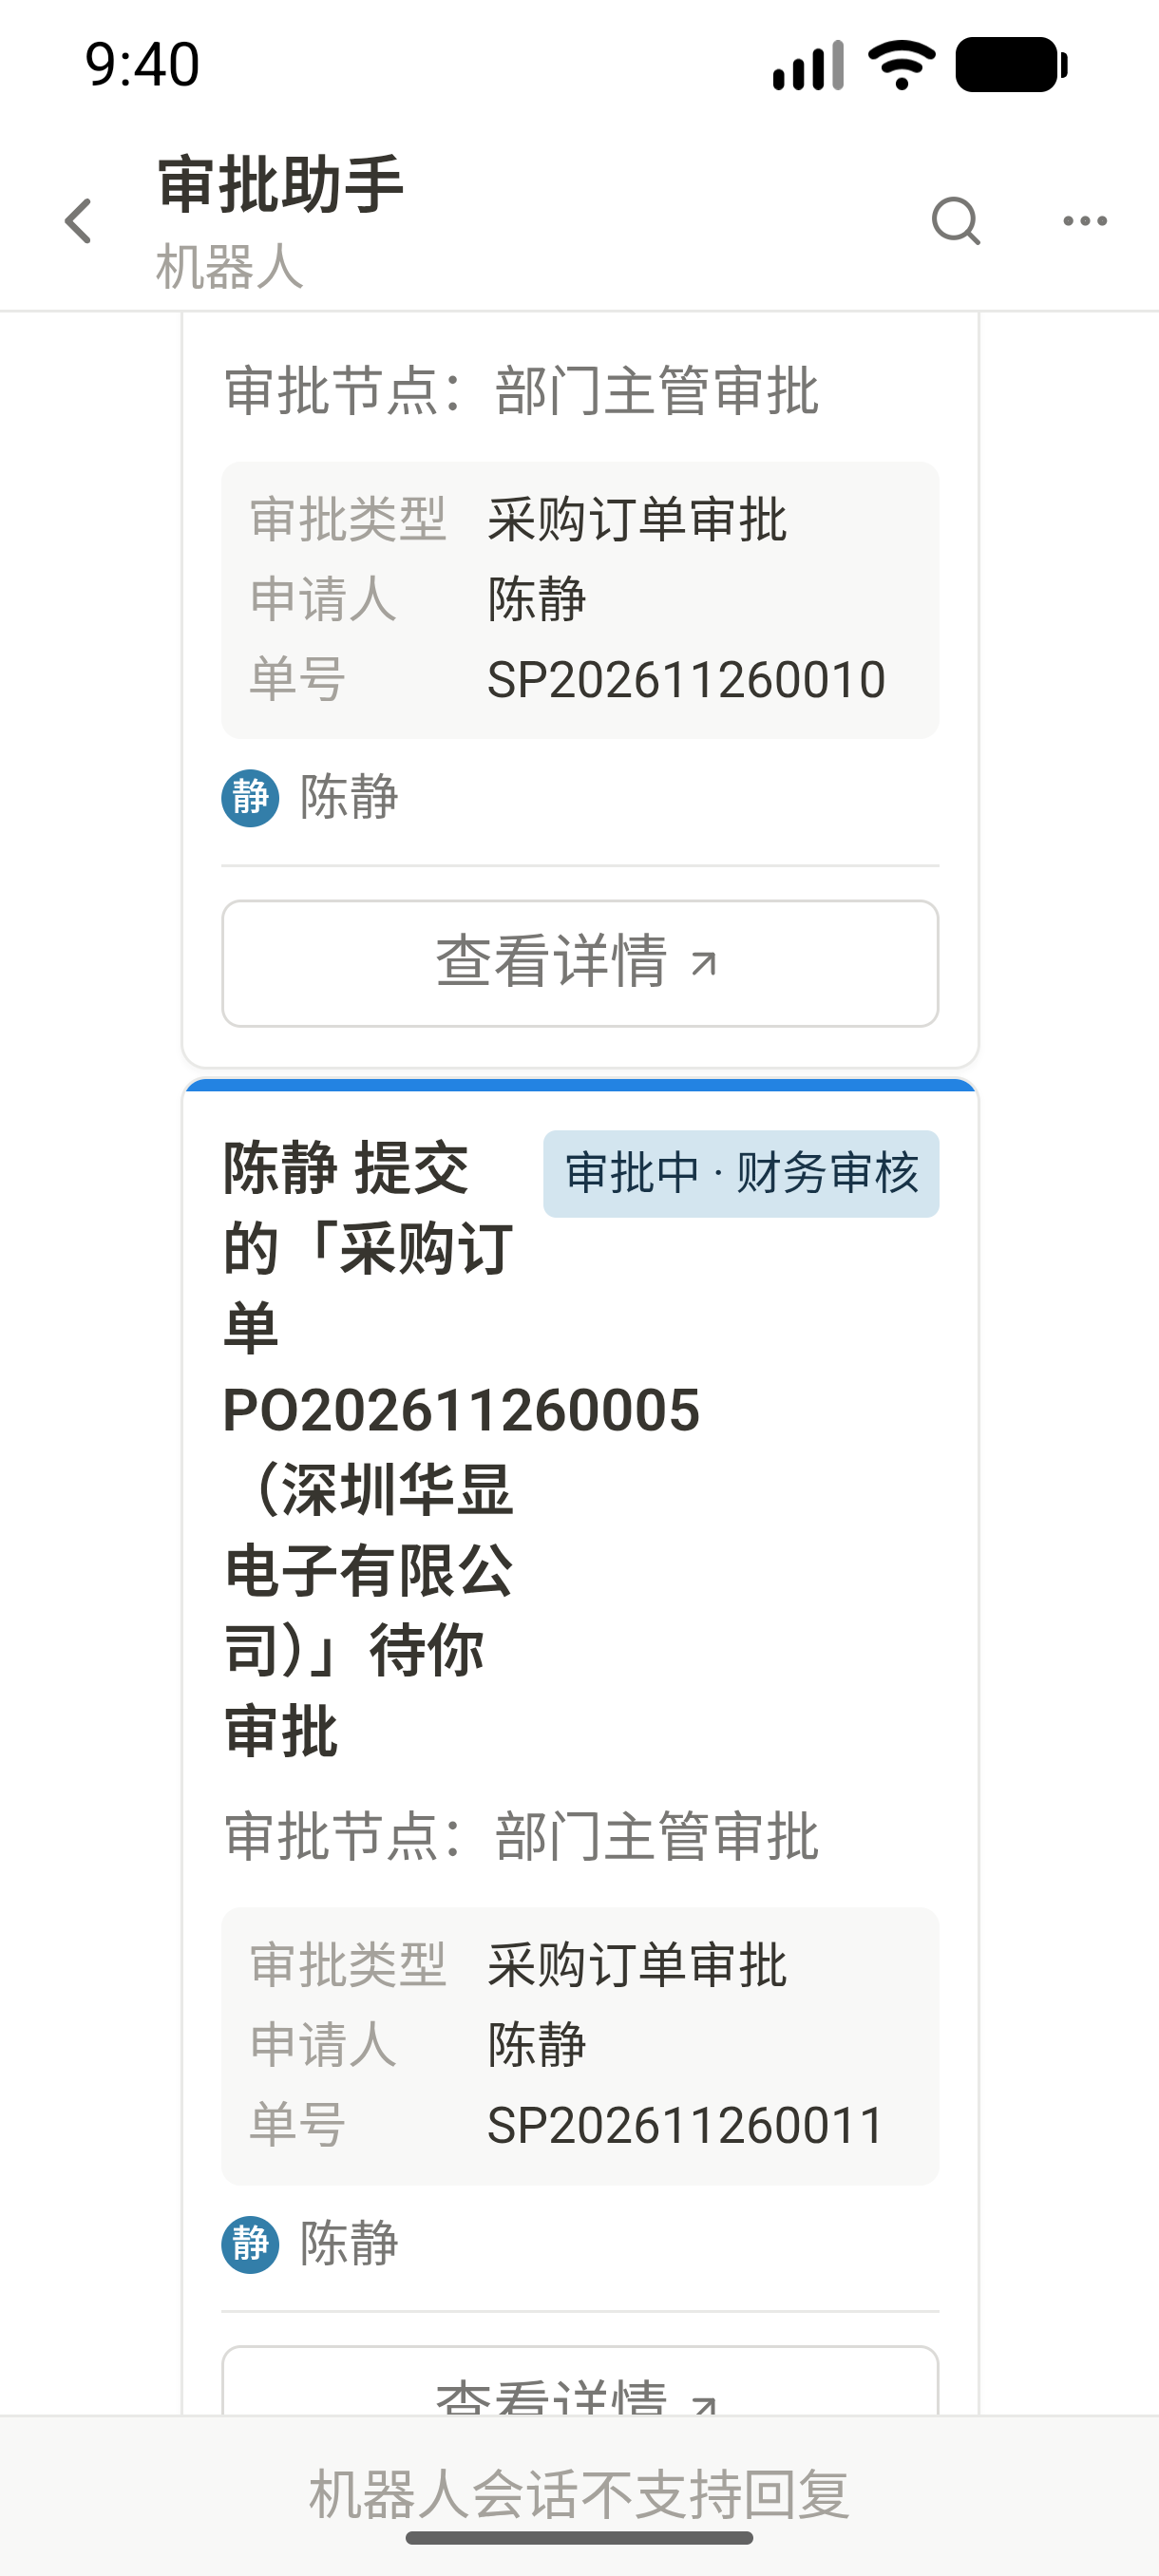 9:40
审批助手
机器人
审批节点：部门主管审批
审批类型 采购订单审批
申请人 陈静
单号 SP202611260010
静 陈静
查看详情
陈静 提交
审批中 · 财务审核
的「采购订
单
PO202611260005
（深圳华显
电子有限公
司）」待你
审批
审批节点：部门主管审批
审批类型 采购订单审批
申请人 陈静
单号 SP202611260011
静 陈静
查看详情
机器人会话不支持回复